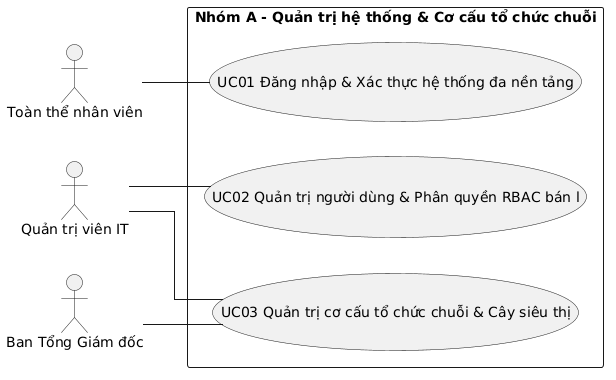 Nhóm A - Quản trị hệ thống & Cơ cấu tổ chức chuỗi
UC01 Đăng nhập & Xác thực hệ thống đa nền tảng
Toàn thể nhân viên
UC02 Quản trị người dùng & Phân quyền RBAC bán l
Quản trị viên IT
UC03 Quản trị cơ cấu tổ chức chuỗi & Cây siêu thị
Ban Tổng Giám đốc